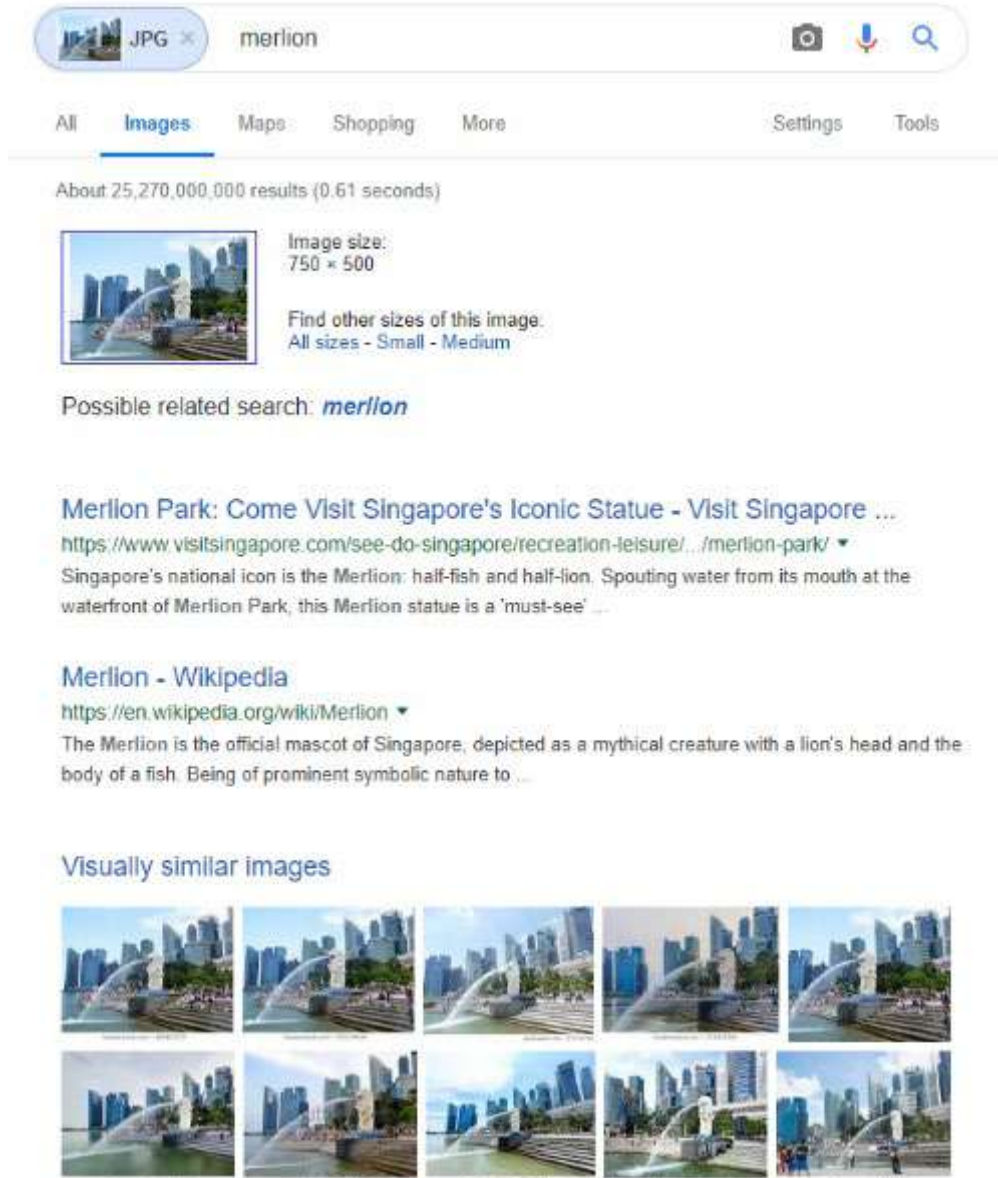 JPG × merlion
All Images Maps Shopping More Settings Tools
About 25,270,000,000 results (0.61 seconds)
Image size:
750 × 500
Find other sizes of this image.
All sizes - Small - Medium
Possible related search: merlion
Merlion Park: Come Visit Singapore's Iconic Statue - Visit Singapore ...
https://www.visitsingapore.com/see-do-singapore/recreation-leisure/.../merlion-park/
Singapore's national icon is the Merlion: half-fish and half-lion. Spouting water from its mouth at the
waterfront of Merlion Park, this Merlion statue is a 'must-see' ...
Merlion - Wikipedia
https://en.wikipedia.org/wiki/Merlion
The Merlion is the official mascot of Singapore, depicted as a mythical creature with a lion's head and the
body of a fish. Being of prominent symbolic nature to ...
Visually similar images